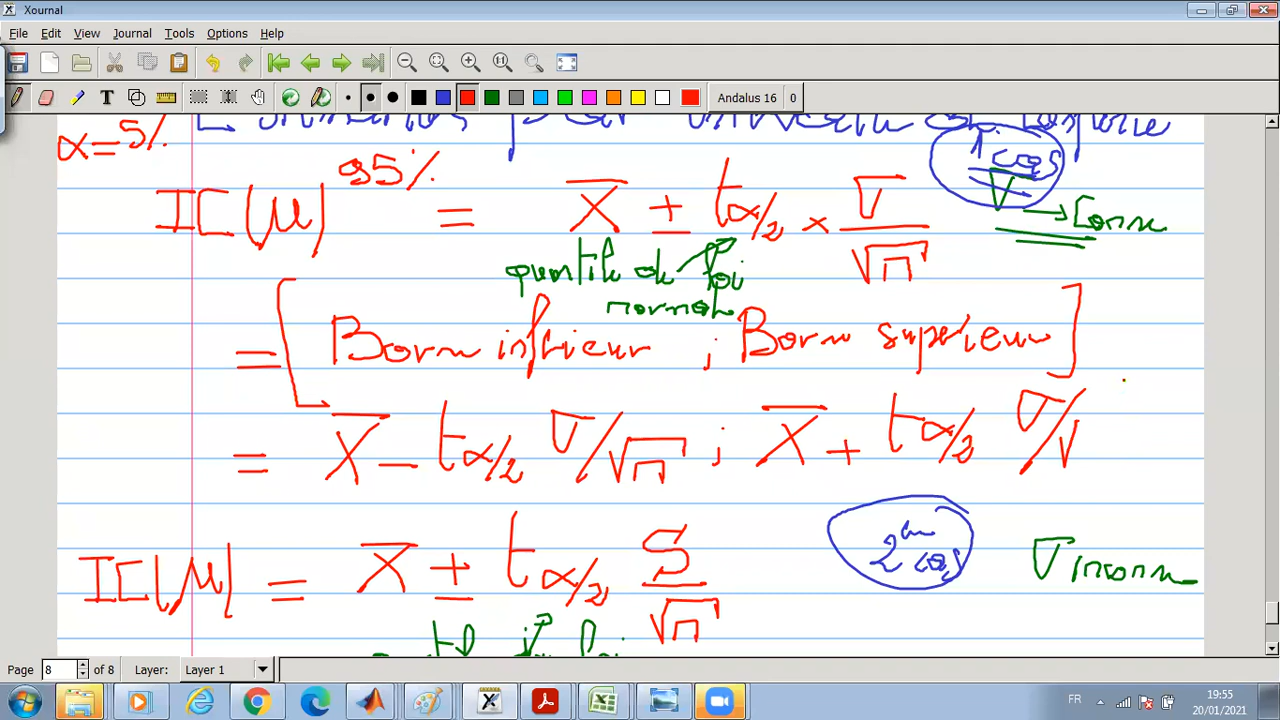 Xournal
File Edit View Journal Tools Options Help
Andalus 16 0
α = 5%
1 cas
IC(μ) 95% = X̄ ± tα/2 × σ/√n
σ → Connu
quantile de loi
normale
= [Borne inférieur ; Borne supérieur]
= X̄ − tα/2 σ/√n ; X̄ + tα/2 σ/√
2em cas
IC(μ) = X̄ ± tα/2 S/√n
σ inconnu
Page 8 of 8 Layer: Layer 1
FR 19:55
20/01/2021